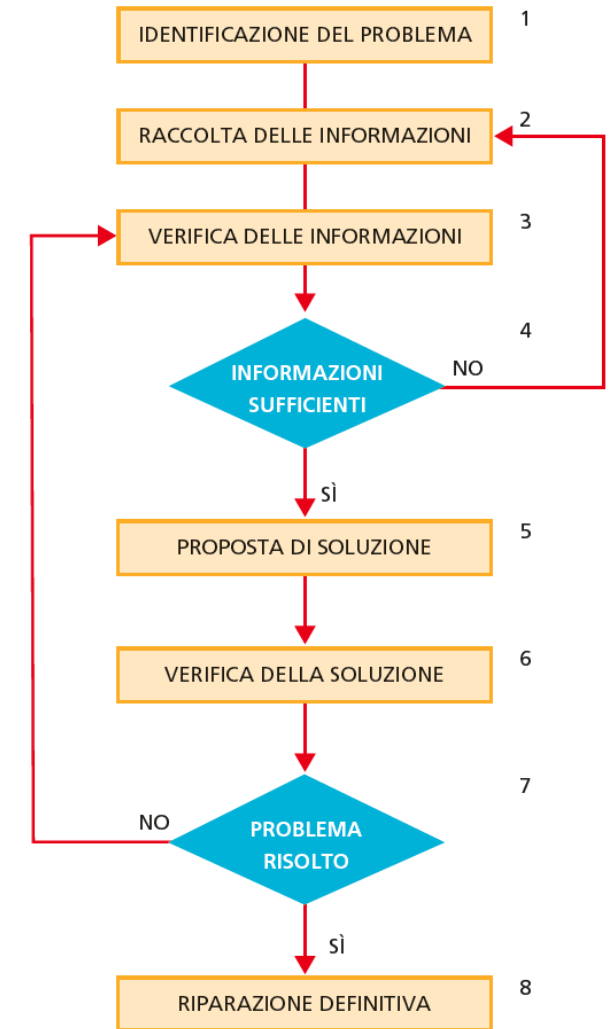 IDENTIFICAZIONE DEL PROBLEMA
1
RACCOLTA DELLE INFORMAZIONI
2
VERIFICA DELLE INFORMAZIONI
3
INFORMAZIONI
SUFFICIENTI
4
NO
SÌ
PROPOSTA DI SOLUZIONE
5
VERIFICA DELLA SOLUZIONE
6
PROBLEMA
RISOLTO
7
NO
SÌ
RIPARAZIONE DEFINITIVA
8